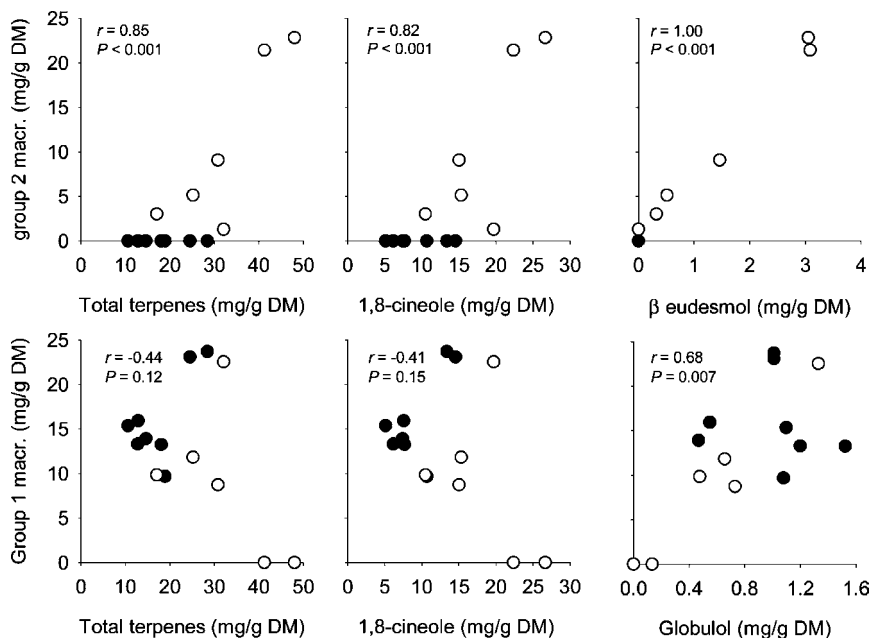 group 2 macr. (mg/g DM)
25
20
15
10
5
0
r = 0.85
P < 0.001
0 10 20 30 40 50
Total terpenes (mg/g DM)
r = 0.82
P < 0.001
0 5 10 15 20 25 30
1,8-cineole (mg/g DM)
r = 1.00
P < 0.001
0 1 2 3 4
β eudesmol (mg/g DM)
Group 1 macr. (mg/g DM)
25
20
15
10
5
0
r = -0.44
P = 0.12
0 10 20 30 40 50
Total terpenes (mg/g DM)
r = -0.41
P = 0.15
0 5 10 15 20 25 30
1,8-cineole (mg/g DM)
r = 0.68
P = 0.007
0.0 0.4 0.8 1.2 1.6
Globulol (mg/g DM)